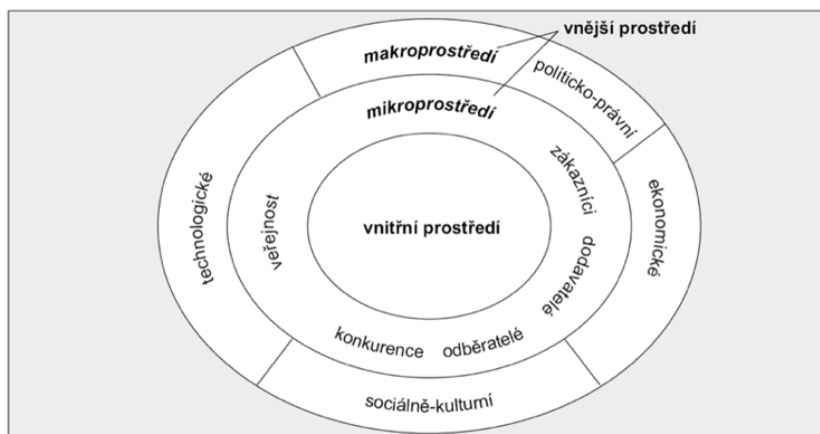 vnější prostředí
makroprostředí
politicko-právní
mikroprostředí
zákazníci
ekonomické
technologické
veřejnost
vnitřní prostředí
dodavatelé
konkurence
odběratelé
sociálně-kulturní